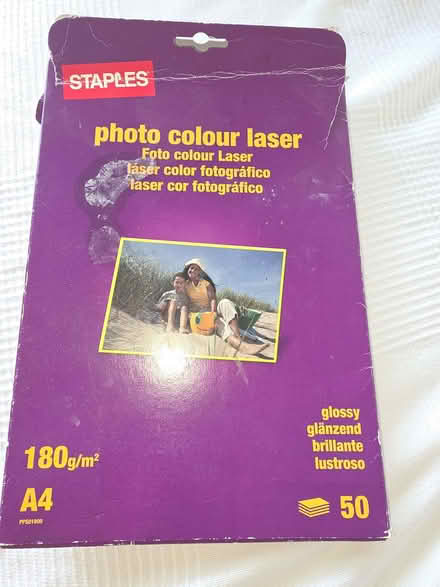 STAPLES
photo colour laser
Foto colour Laser
láser color fotográfico
laser cor fotográfico
glossy
glänzend
brillante
lustroso
180g/m²
A4
50